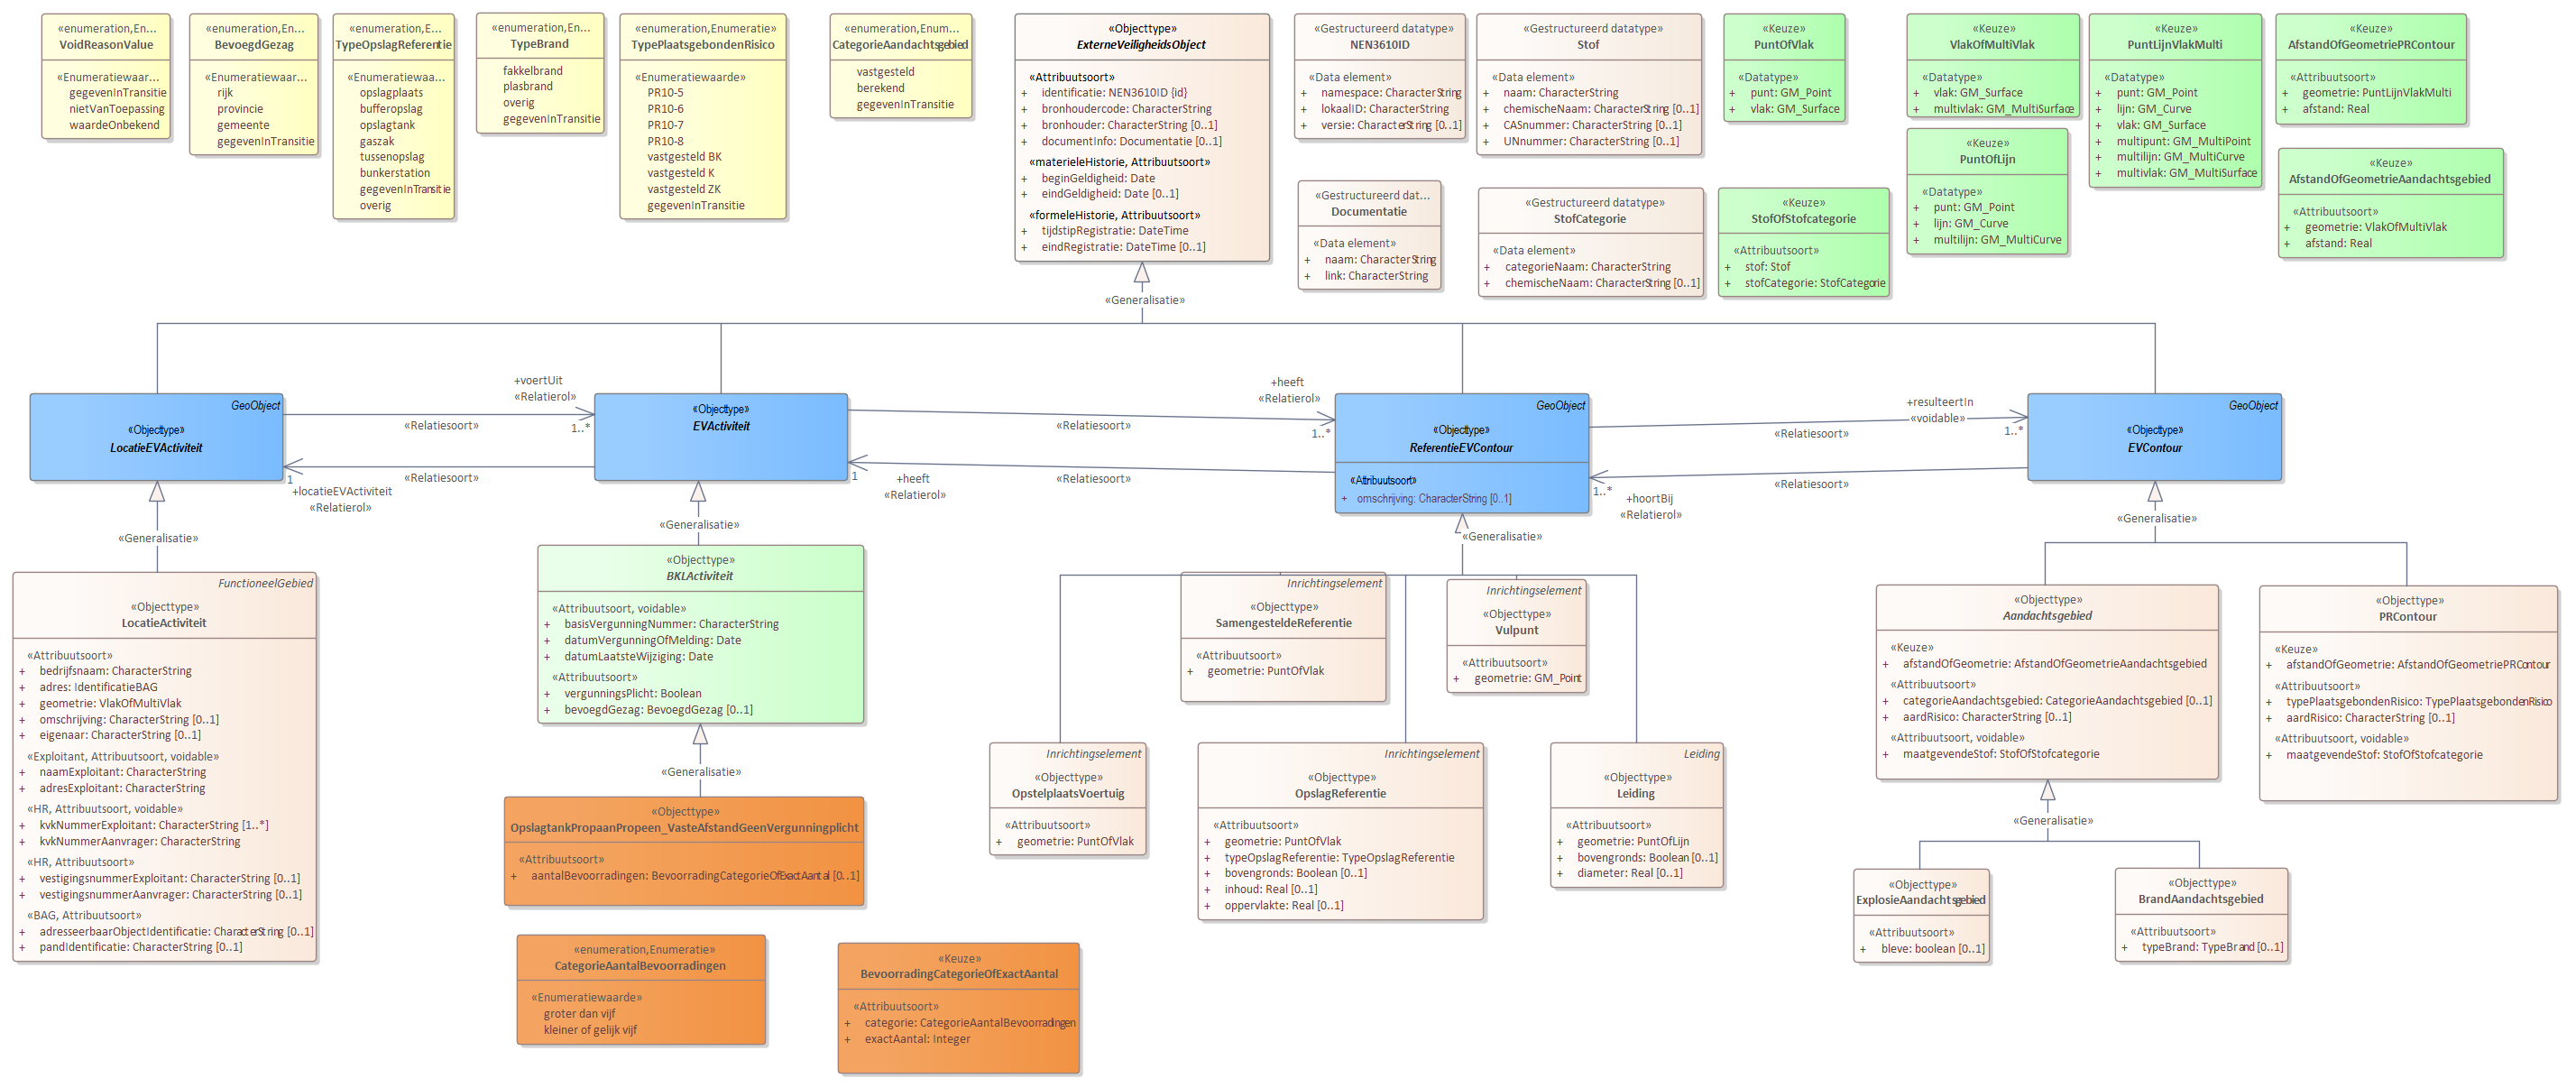 «enumeration,En...
VoidReasonValue
«Enumeratiewaar...
gegevenInTransitie
nietVanToepassing
waardeOnbekend
«enumeration,En...
BevoegdGezag
«Enumeratiewaar...
rijk
provincie
gemeente
gegevenInTransitie
«enumeration,En...
TypeOpslagReferentie
«Enumeratiewaa...
opslagplaats
bufferopslag
opslagtank
gaszak
tussenopslag
bunkerstation
gegevenInTransitie
overig
«enumeration,En...
TypeBrand
fakkelbrand
plasbrand
overig
gegevenInTransitie
«enumeration,Enumeratie»
TypePlaatsgebondenRisico
«Enumeratiewaarde»
PR10-5
PR10-6
PR10-7
PR10-8
vastgesteld BK
vastgesteld K
vastgesteld ZK
gegevenInTransitie
«enumeration,Enum...
CategorieAandachtsgebied
vastgesteld
berekend
gegevenInTransitie
«Objecttype»
ExterneVeiligheidsObject
«Attribuutsoort»
+ identificatie: NEN3610ID {id}
+ bronhoudercode: CharacterString
+ bronhouder: CharacterString [0..1]
+ documentInfo: Documentatie [0..1]
«materieleHistorie, Attribuutsoort»
+ beginGeldigheid: Date
+ eindGeldigheid: Date [0..1]
«formeleHistorie, Attribuutsoort»
+ tijdstipRegistratie: DateTime
+ eindRegistratie: DateTime [0..1]
«Gestructureerd datatype»
NEN3610ID
«Data element»
+ namespace: CharacterString
+ lokaalID: CharacterString
+ versie: CharacterString [0..1]
«Gestructureerd dat...
Documentatie
«Data element»
+ naam: CharacterString
+ link: CharacterString
«Gestructureerd datatype»
Stof
«Data element»
+ naam: CharacterString
+ chemischeNaam: CharacterString [0..1]
+ CASnummer: CharacterString [0..1]
+ UNnummer: CharacterString [0..1]
«Gestructureerd datatype»
StofCategorie
«Data element»
+ categorieNaam: CharacterString
+ chemischeNaam: CharacterString [0..1]
«Keuze»
PuntOfVlak
«Datatype»
+ punt: GM_Point
+ vlak: GM_Surface
«Keuze»
StofOfStofcategorie
«Attribuutsoort»
+ stof: Stof
+ stofCategorie: StofCategorie
«Keuze»
VlakOfMultiVlak
«Datatype»
+ vlak: GM_Surface
+ multivlak: GM_MultiSurface
«Keuze»
PuntOfLijn
«Datatype»
+ punt: GM_Point
+ lijn: GM_Curve
+ multilijn: GM_MultiCurve
«Keuze»
PuntLijnVlakMulti
«Datatype»
+ punt: GM_Point
+ lijn: GM_Curve
+ vlak: GM_Surface
+ multipunt: GM_MultiPoint
+ multilijn: GM_MultiCurve
+ multivlak: GM_MultiSurface
«Keuze»
AfstandOfGeometriePRContour
«Attribuutsoort»
+ geometrie: PuntLijnVlakMulti
+ afstand: Real
«Keuze»
AfstandOfGeometrieAandachtsgebied
«Attribuutsoort»
+ geometrie: VlakOfMultiVlak
+ afstand: Real
«Generalisatie»
GeoObject
«Objecttype»
LocatieEVActiviteit
+voertUit
«Relatierol»
«Relatiesoort»
1..*
«Relatiesoort»
1
+locatieEVActiviteit
«Relatierol»
«Objecttype»
EVActiviteit
+heeft
«Relatierol»
«Relatiesoort»
1..*
1
+heeft
«Relatierol»
«Relatiesoort»
GeoObject
«Objecttype»
ReferentieEVContour
«Attribuutsoort»
+ omschrijving: CharacterString [0..1]
+resulteertIn
«voidable»
«Relatiesoort»
1..*
1..*
+hoortBij
«Relatierol»
«Relatiesoort»
GeoObject
«Objecttype»
EVContour
«Generalisatie»
«Generalisatie»
«Generalisatie»
«Generalisatie»
FunctioneelGebied
«Objecttype»
LocatieActiviteit
«Attribuutsoort»
+ bedrijfsnaam: CharacterString
+ adres: IdentificatieBAG
+ geometrie: VlakOfMultiVlak
+ omschrijving: CharacterString [0..1]
+ eigenaar: CharacterString [0..1]
«Exploitant, Attribuutsoort, voidable»
+ naamExploitant: CharacterString
+ adresExploitant: CharacterString
«HR, Attribuutsoort, voidable»
+ kvkNummerExploitant: CharacterString [1..*]
+ kvkNummerAanvrager: CharacterString
«HR, Attribuutsoort»
+ vestigingsnummerExploitant: CharacterString [0..1]
+ vestigingsnummerAanvrager: CharacterString [0..1]
«BAG, Attribuutsoort»
+ adresseerbaarObjectIdentificatie: CharacterString [0..1]
+ pandIdentificatie: CharacterString [0..1]
«Objecttype»
BKLActiviteit
«Attribuutsoort, voidable»
+ basisVergunningNummer: CharacterString
+ datumVergunningOfMelding: Date
+ datumLaatsteWijziging: Date
«Attribuutsoort»
+ vergunningsPlicht: Boolean
+ bevoegdGezag: BevoegdGezag [0..1]
«Generalisatie»
«Objecttype»
OpslagtankPropaanPropeen_VasteAfstandGeenVergunningplicht
«Attribuutsoort»
+ aantalBevoorradingen: BevoorradingCategorieOfExactAantal [0..1]
«enumeration,Enumeratie»
CategorieAantalBevoorradingen
«Enumeratiewaarde»
groter dan vijf
kleiner of gelijk vijf
«Keuze»
BevoorradingCategorieOfExactAantal
«Attribuutsoort»
+ categorie: CategorieAantalBevoorradingen
+ exactAantal: Integer
Inrichtingselement
«Objecttype»
SamengesteldeReferentie
«Attribuutsoort»
+ geometrie: PuntOfVlak
Inrichtingselement
«Objecttype»
Vulpunt
«Attribuutsoort»
+ geometrie: GM_Point
Inrichtingselement
«Objecttype»
OpstelplaatsVoertuig
«Attribuutsoort»
+ geometrie: PuntOfVlak
Inrichtingselement
«Objecttype»
OpslagReferentie
«Attribuutsoort»
+ geometrie: PuntOfVlak
+ typeOpslagReferentie: TypeOpslagReferentie
+ bovengronds: Boolean [0..1]
+ inhoud: Real [0..1]
+ oppervlakte: Real [0..1]
Leiding
«Objecttype»
Leiding
«Attribuutsoort»
+ geometrie: PuntOfLijn
+ bovengronds: Boolean [0..1]
+ diameter: Real [0..1]
«Objecttype»
Aandachtsgebied
«Keuze»
+ afstandOfGeometrie: AfstandOfGeometrieAandachtsgebied
«Attribuutsoort»
+ categorieAandachtsgebied: CategorieAandachtsgebied [0..1]
+ aardRisico: CharacterString [0..1]
«Attribuutsoort, voidable»
+ maatgevendeStof: StofOfStofcategorie
«Objecttype»
PRContour
«Keuze»
+ afstandOfGeometrie: AfstandOfGeometriePRContour
«Attribuutsoort»
+ typePlaatsgebondenRisico: TypePlaatsgebondenRisico
+ aardRisico: CharacterString [0..1]
«Attribuutsoort, voidable»
+ maatgevendeStof: StofOfStofcategorie
«Generalisatie»
«Objecttype»
ExplosieAandachtsgebied
«Attribuutsoort»
+ bleve: boolean [0..1]
«Objecttype»
BrandAandachtsgebied
«Attribuutsoort»
+ typeBrand: TypeBrand [0..1]